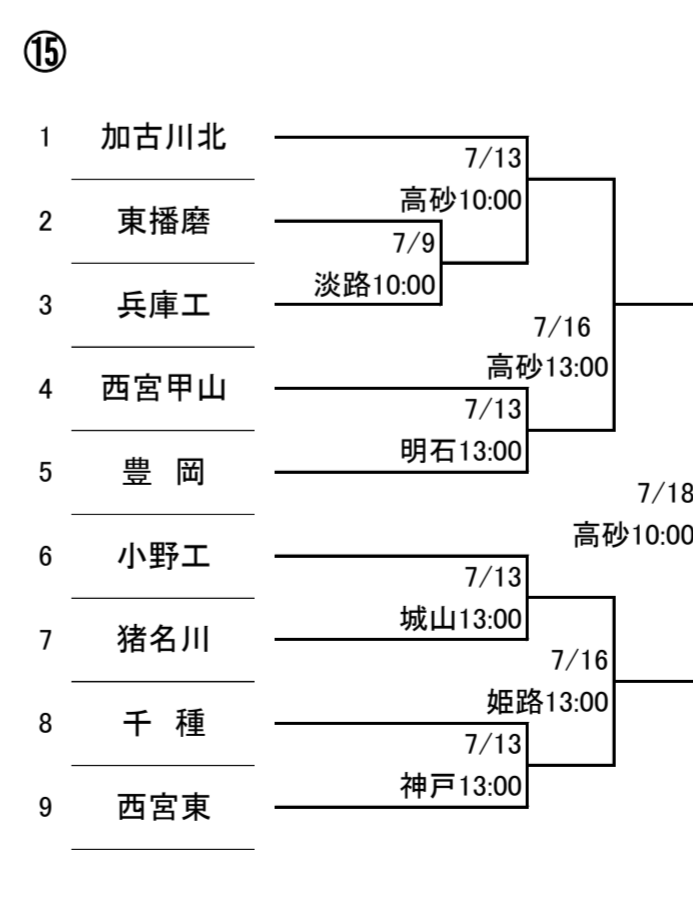 ⑮
1 加古川北
7/13
高砂10:00
2 東播磨
7/9
淡路10:00
3 兵庫工
7/16
高砂13:00
4 西宮甲山
7/13
明石13:00
5 豊 岡
7/18
高砂10:00
6 小野工
7/13
城山13:00
7 猪名川
7/16
姫路13:00
8 千 種
7/13
神戸13:00
9 西宮東